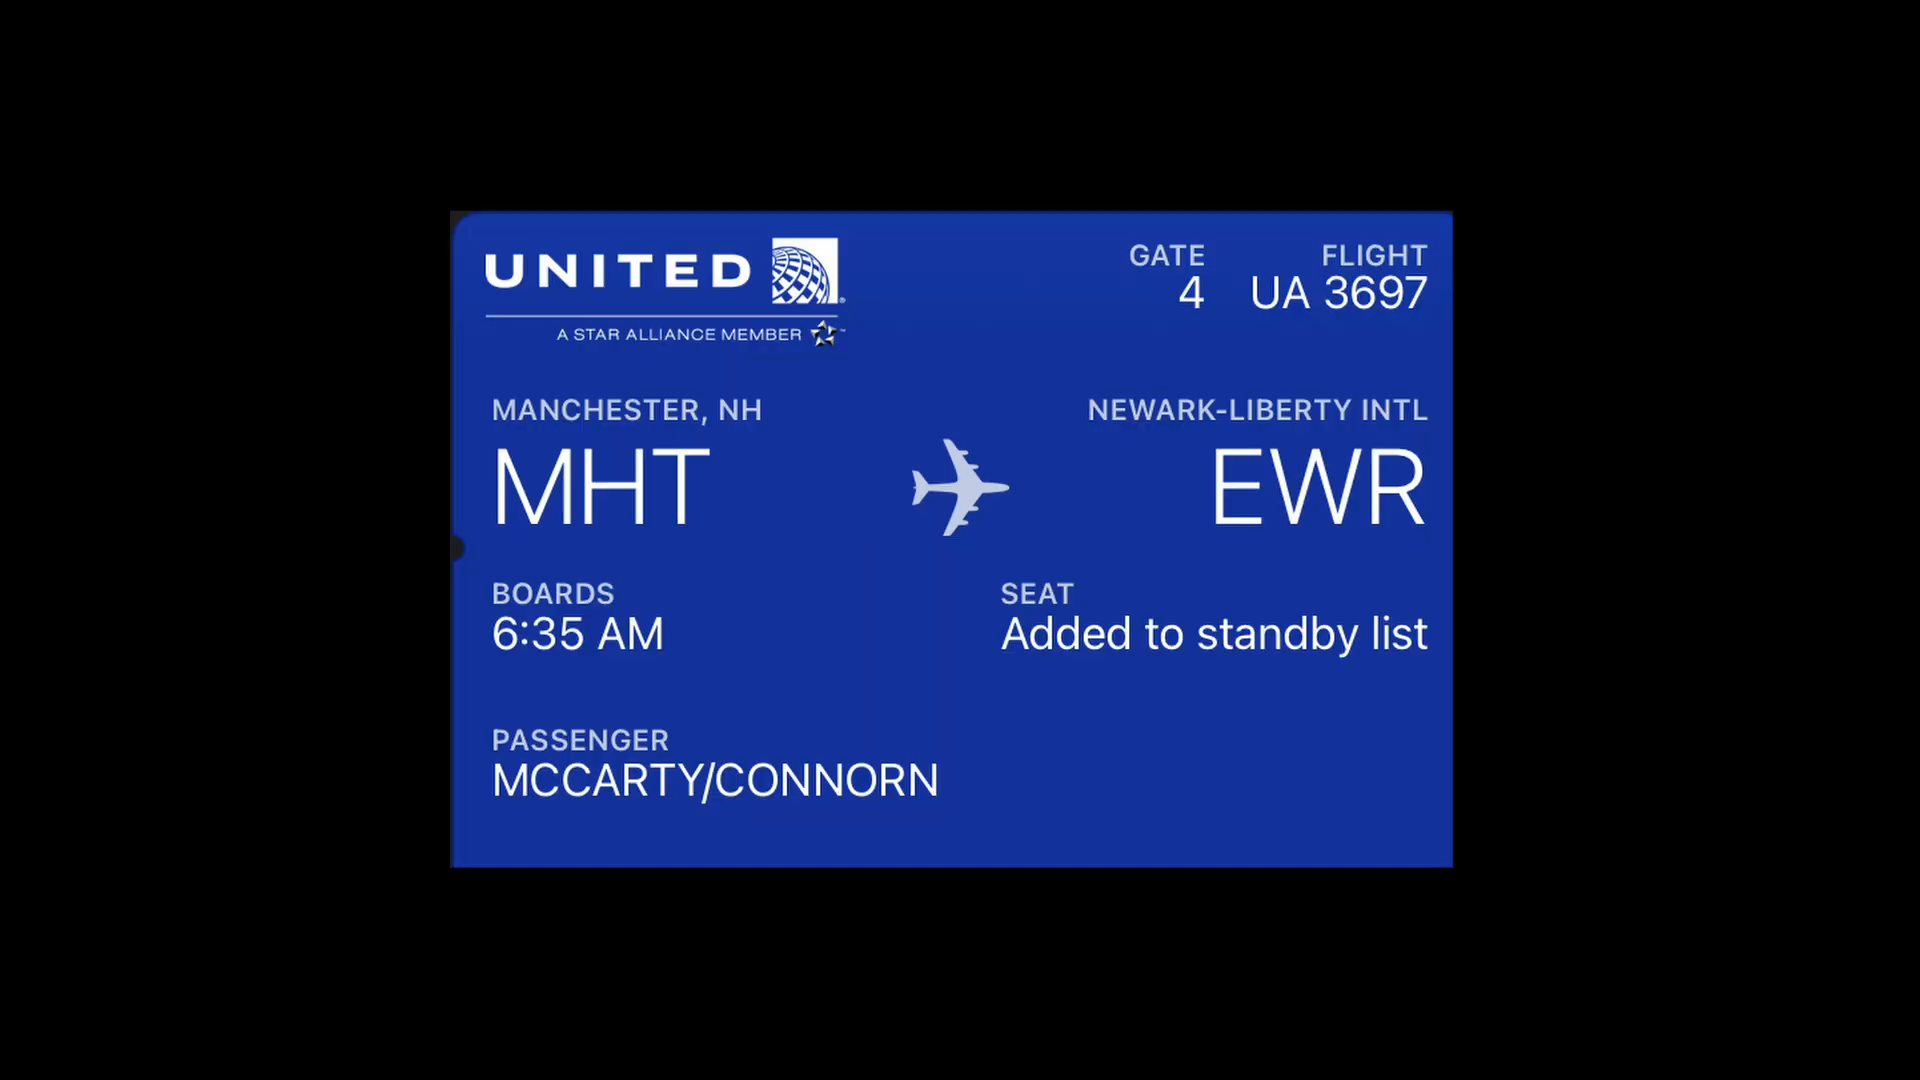 UNITED
A STAR ALLIANCE MEMBER
GATE FLIGHT
4 UA 3697
MANCHESTER, NH NEWARK-LIBERTY INTL
MHT EWR
BOARDS SEAT
6:35 AM Added to standby list
PASSENGER
MCCARTY/CONNORN